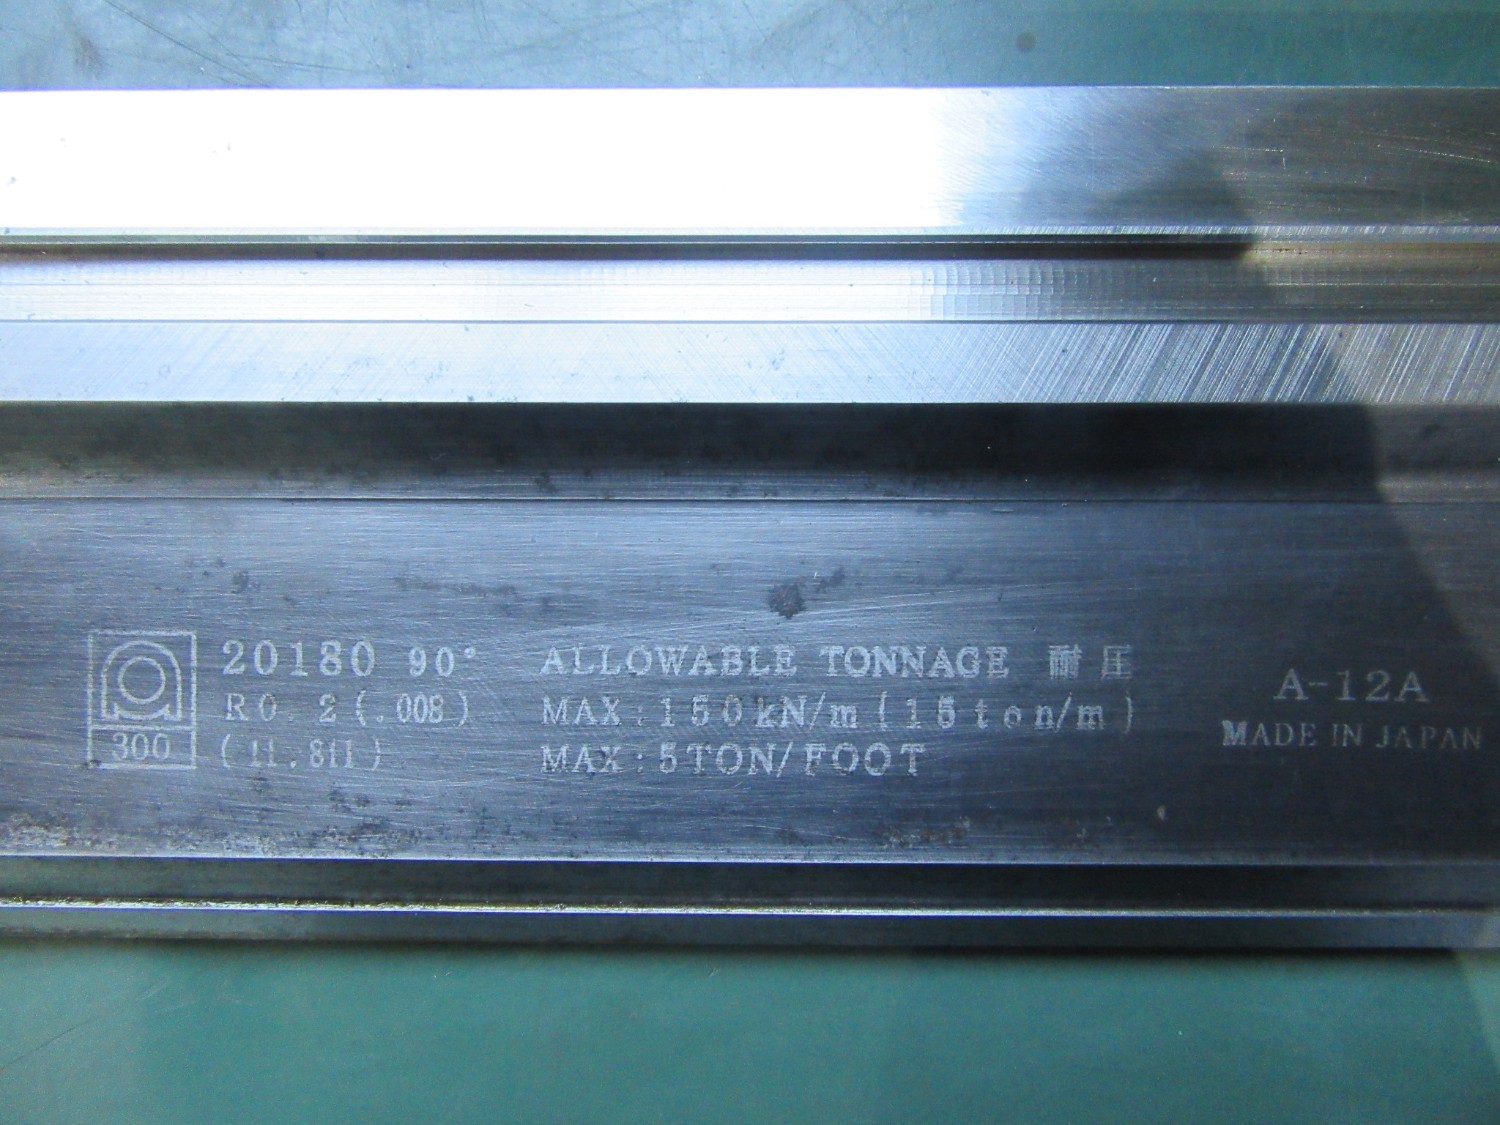 20180 90°
R0.2(.008)
300 (11.811)
ALLOWABLE TONNAGE 耐圧
MAX:150kN/m(15ton/m)
MAX:5TON/FOOT
A-12A
MADE IN JAPAN